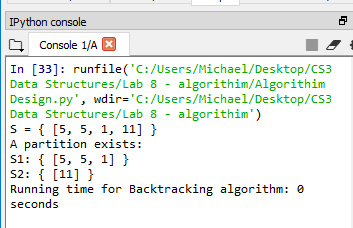 IPython console
Console 1/A
In [33]: runfile('C:/Users/Michael/Desktop/CS3
Data Structures/Lab 8 - algorithim/Algorithim
Design.py', wdir='C:/Users/Michael/Desktop/CS3
Data Structures/Lab 8 - algorithim')
S = { [5, 5, 1, 11] }
A partition exists:
S1: { [5, 5, 1] }
S2: { [11] }
Running time for Backtracking algorithm: 0
seconds